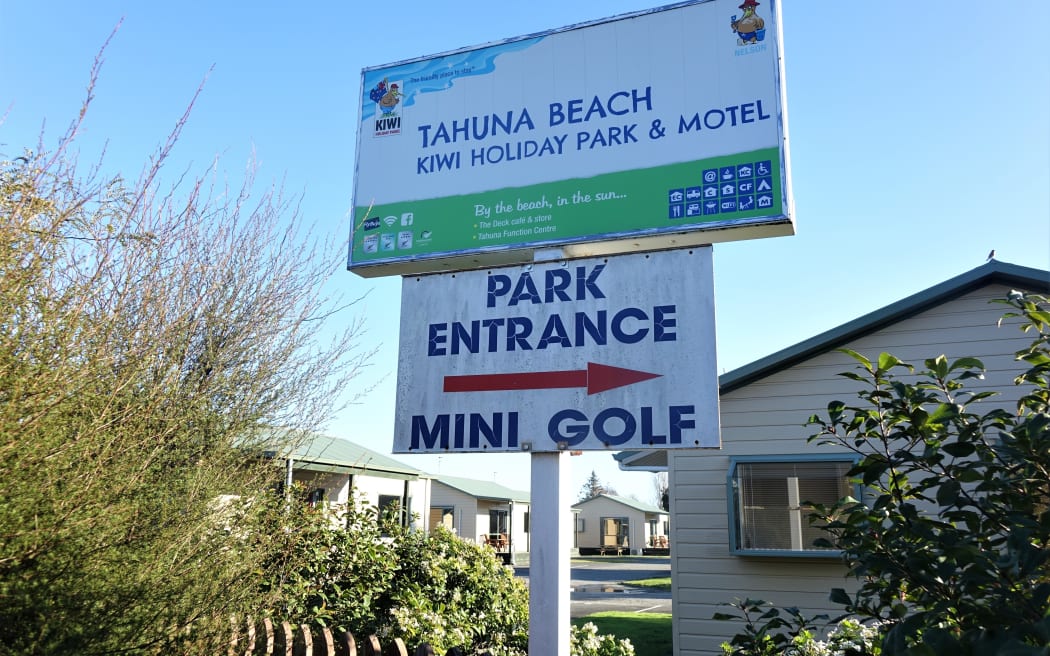 The friendly place to stay
NELSON
KIWI
HOLIDAY PARKS
TAHUNA BEACH
KIWI HOLIDAY PARK & MOTEL
By the beach, in the sun...
• The Deck café & store
• Tahuna Function Centre
CF
PARK
ENTRANCE
MINI GOLF